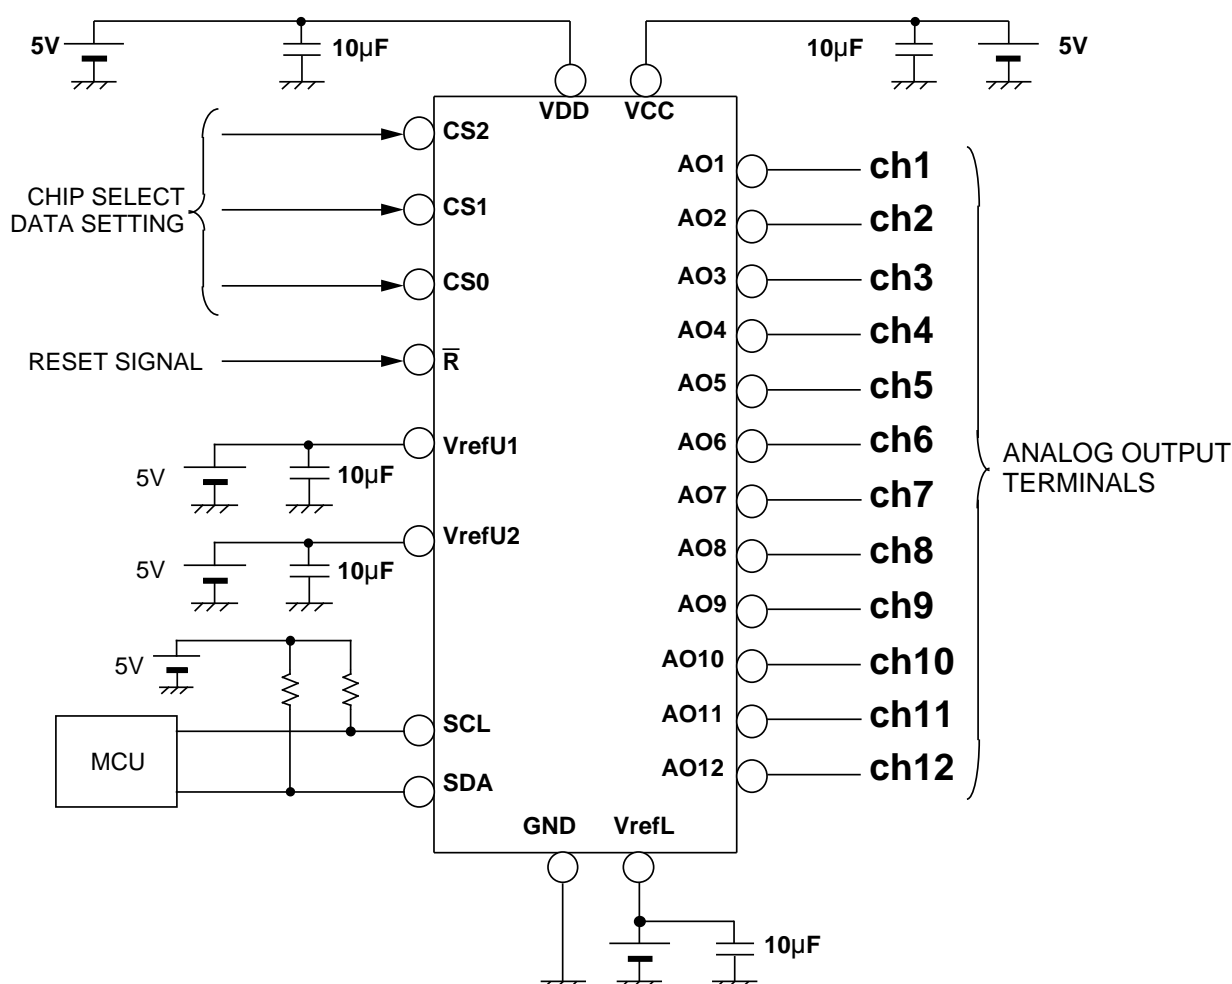 5V
10µF
10µF
5V
VDD
VCC
CHIP SELECT
DATA SETTING
CS2
CS1
CS0
RESET SIGNAL
R̅
5V
10µF
VrefU1
5V
10µF
VrefU2
5V
MCU
SCL
SDA
AO1
ch1
AO2
ch2
AO3
ch3
AO4
ch4
AO5
ch5
AO6
ch6
AO7
ch7
AO8
ch8
AO9
ch9
AO10
ch10
AO11
ch11
AO12
ch12
ANALOG OUTPUT
TERMINALS
GND
VrefL
10µF